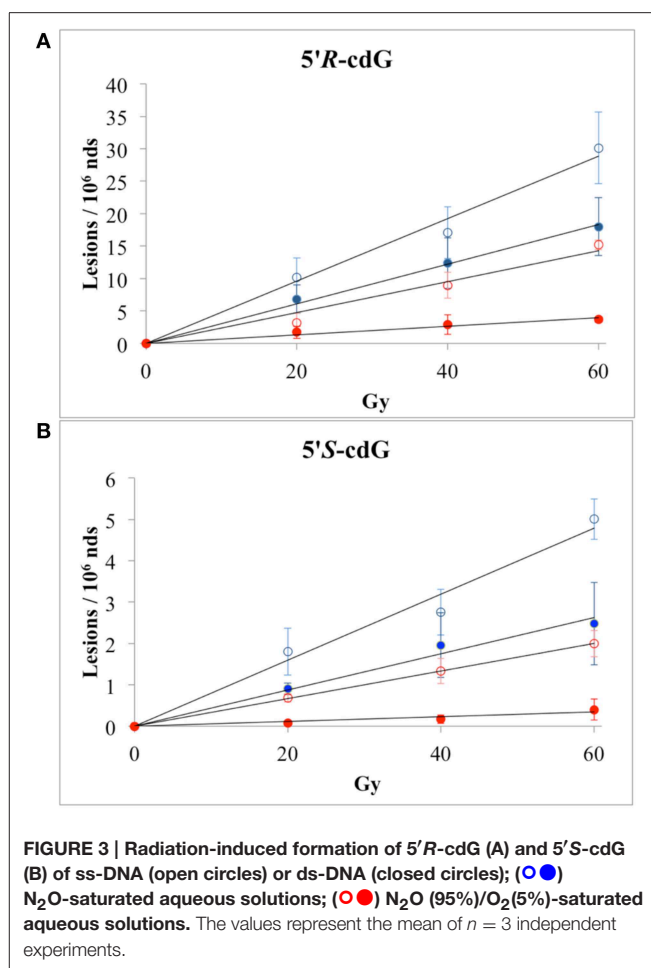 A
5'R-cdG
40
35
30
25
20
15
10
5
0
Lesions / 10⁶ nds
0 20 40 60
Gy
B
5'S-cdG
6
5
4
3
2
1
0
Lesions / 10⁶ nds
0 20 40 60
Gy
FIGURE 3 | Radiation-induced formation of 5′R-cdG (A) and 5′S-cdG
(B) of ss-DNA (open circles) or ds-DNA (closed circles); (○●)
N₂O-saturated aqueous solutions; (○●) N₂O (95%)/O₂(5%)-saturated
aqueous solutions. The values represent the mean of n = 3 independent
experiments.